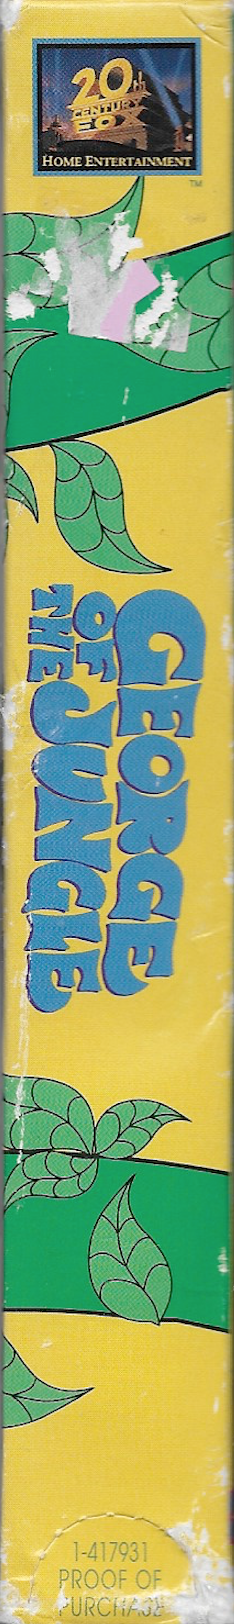 20th
CENTURY
FOX
HOME ENTERTAINMENT
TM
GEORGE
OF
THE JUNGLE
1-417931
PROOF OF
PURCHASE